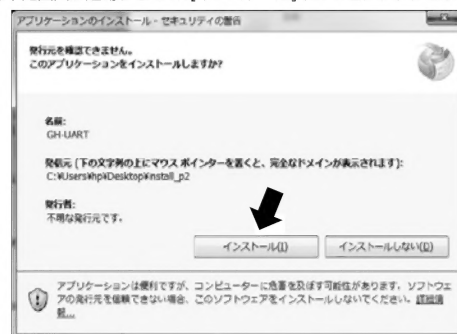 アプリケーションのインストール - セキュリティの警告
発行元を確認できません。
このアプリケーションをインストールしますか?
名前:
GH-UART
発信元 (下の文字列の上にマウス ポインターを置くと、完全なドメインが表示されます):
C:¥Users¥hp¥Desktop¥install_p2
発行者:
不明な発行元です。
インストール(I)
インストールしない(D)
アプリケーションは便利ですが、コンピューターに危害を及ぼす可能性があります。ソフトウェ
アの発行元を信頼できない場合、このソフトウェアをインストールしないでください。詳細情
報...